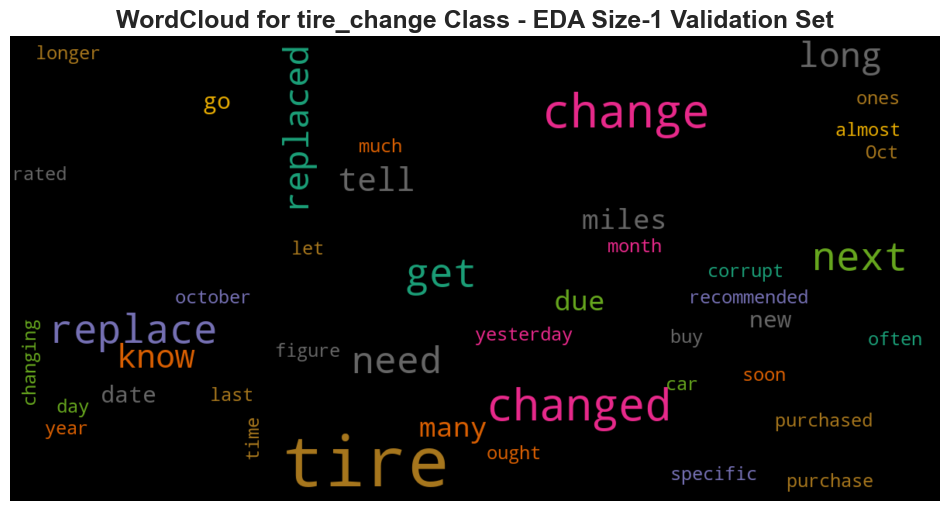 WordCloud for tire_change Class - EDA Size-1 Validation Set
longer
long
go
replaced
change
ones
almost
much
Oct
rated
tell
miles
let
month
next
get
corrupt
october
due
recommended
replace
new
yesterday
buy
often
changing
know
figure
need
soon
car
date
last
day
changed
year
time
many
purchased
ought
tire
specific
purchase